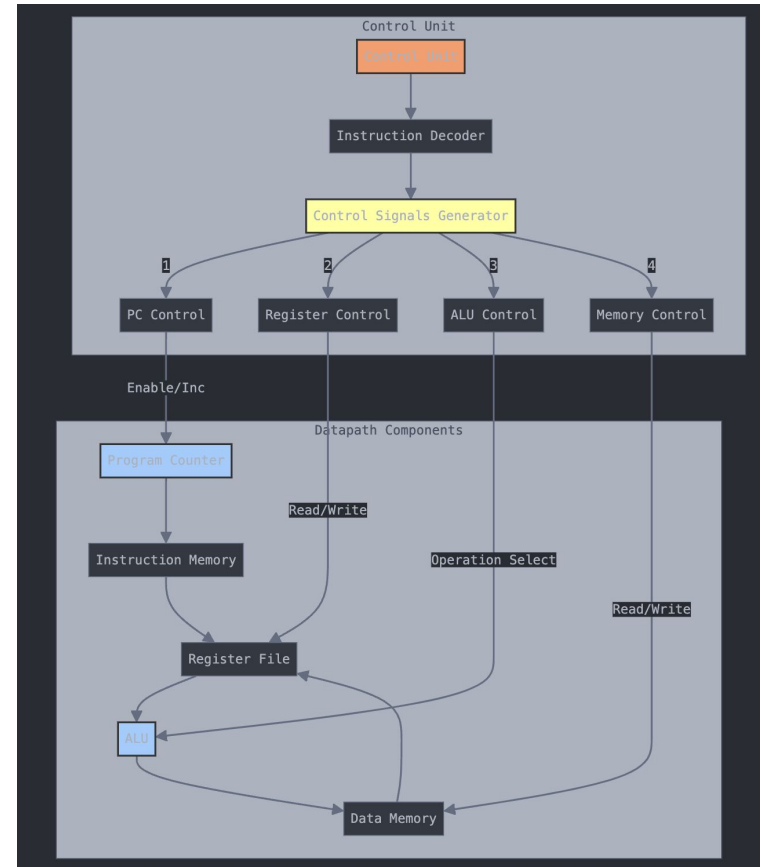 Control Unit
Control Unit
Instruction Decoder
Control Signals Generator
1 2 3 4
PC Control Register Control ALU Control Memory Control
Enable/Inc
Datapath Components
Program Counter
Read/Write
Instruction Memory
Operation Select
Read/Write
Register File
ALU
Data Memory